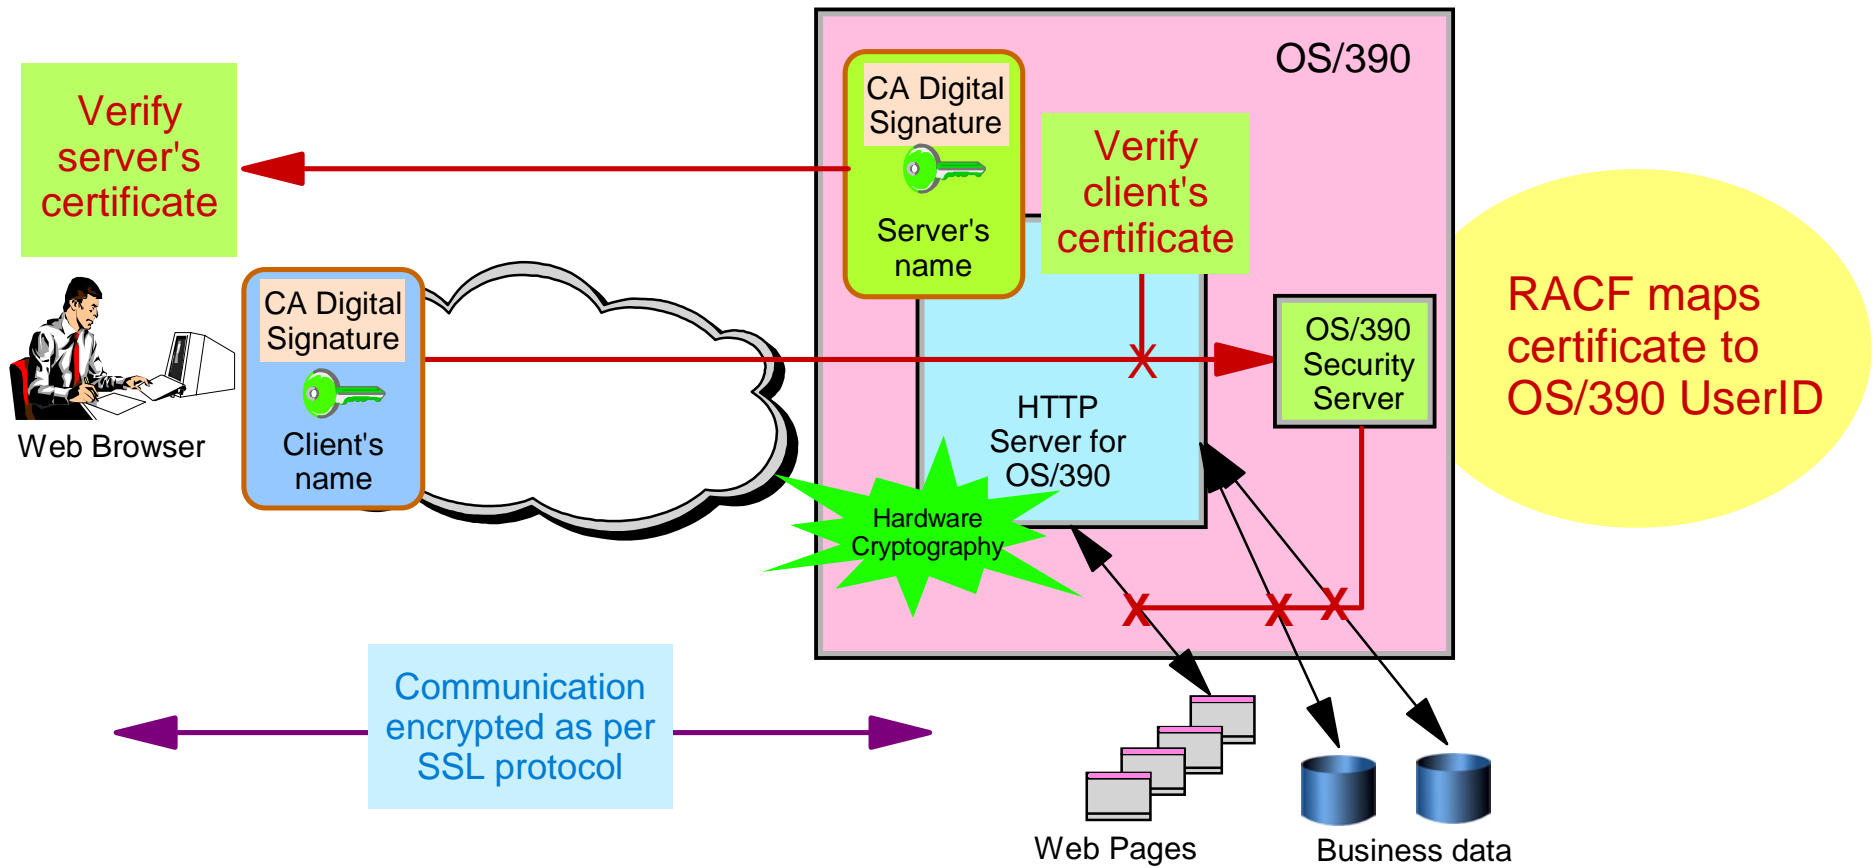 OS/390
CA Digital
Signature
Server's
name
Verify
server's
certificate
Verify
client's
certificate
CA Digital
Signature
Client's
name
Web Browser
OS/390
Security
Server
RACF maps
certificate to
OS/390 UserID
HTTP
Server for
OS/390
Hardware
Cryptography
X
X
X
X
Communication
encrypted as per
SSL protocol
Web Pages
Business data